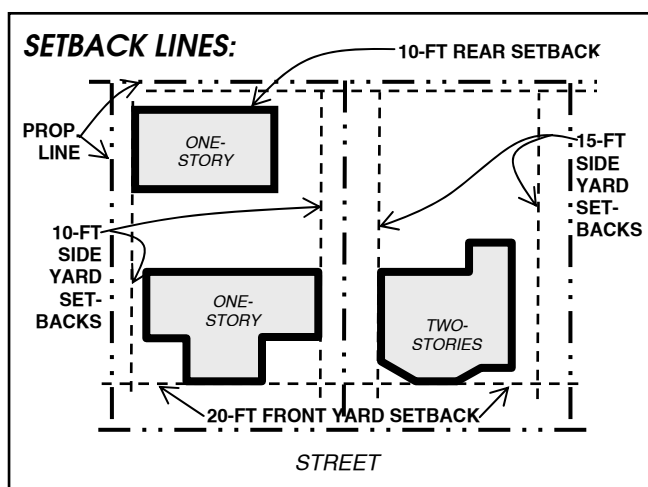 SETBACK LINES:
10-FT REAR SETBACK
PROP.
LINE
ONE-
STORY
15-FT
SIDE
YARD
SET-
BACKS
10-FT
SIDE
YARD
SET-
BACKS
ONE-
STORY
TWO-
STORIES
20-FT FRONT YARD SETBACK
STREET